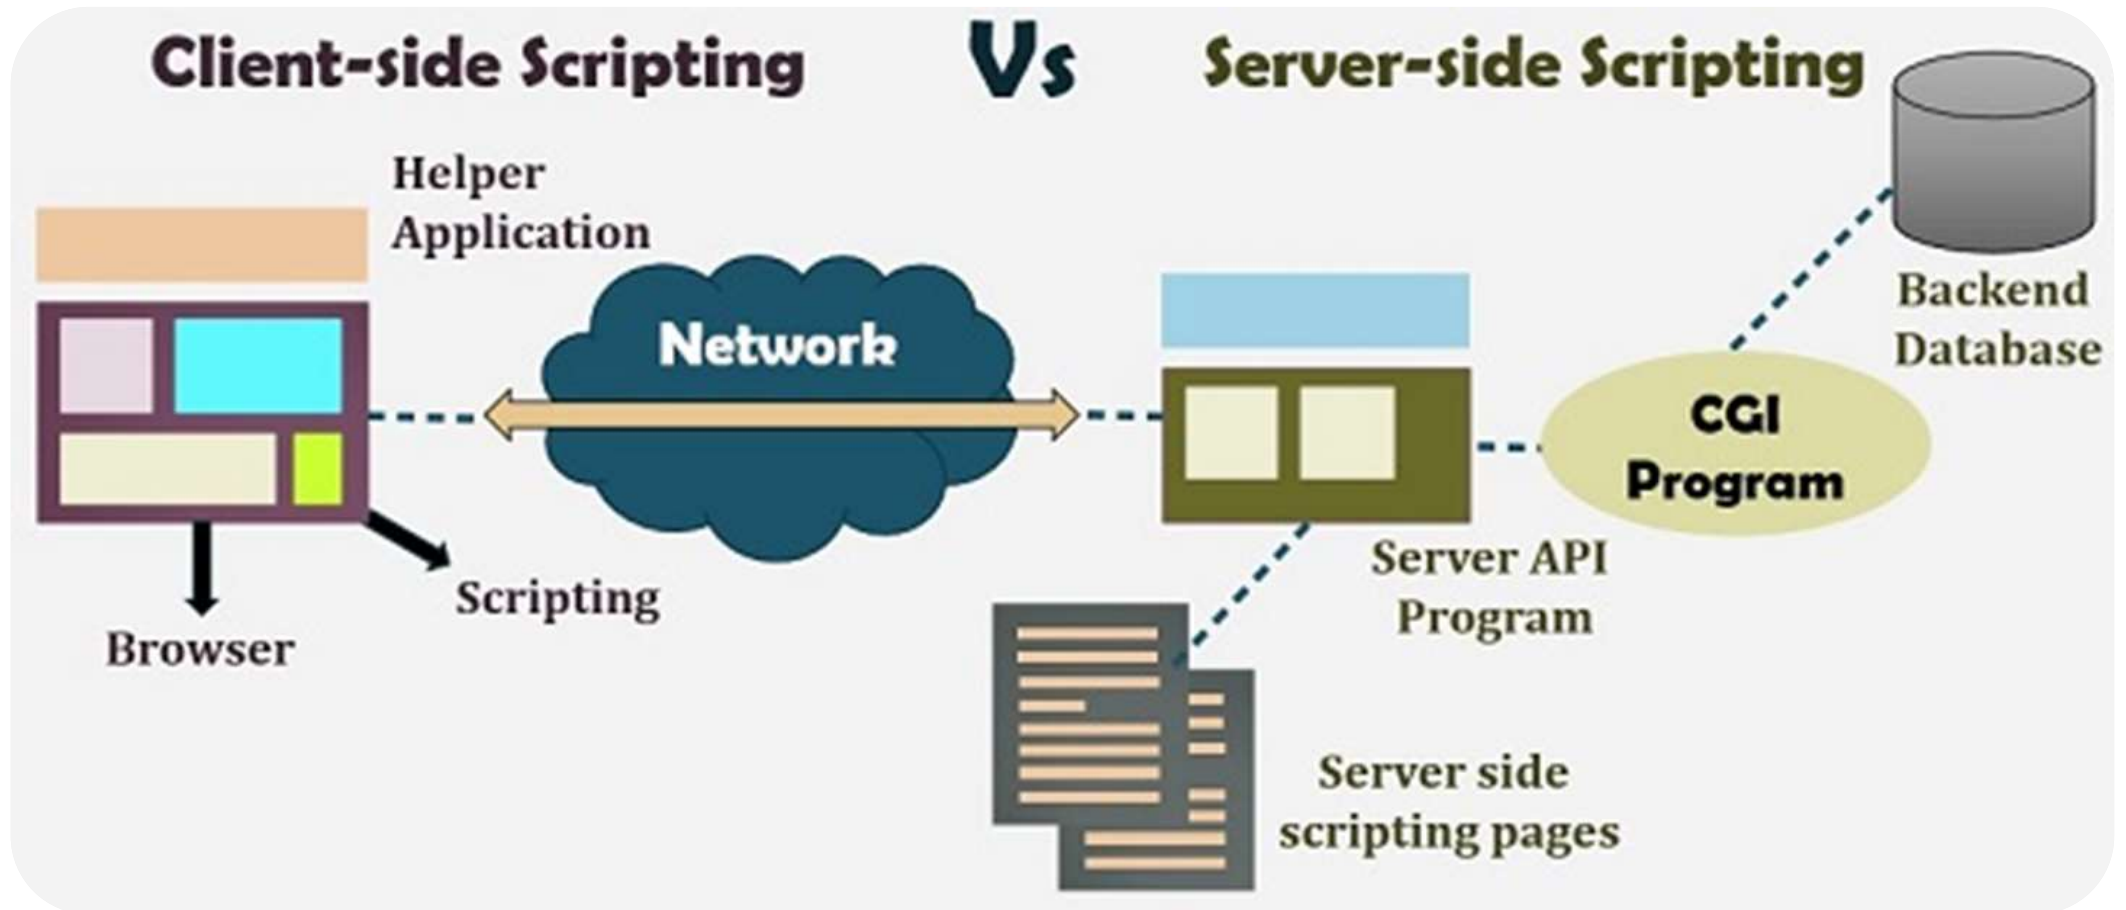 Client-side Scripting Vs Server-side Scripting
Helper
Application
Network
Browser
Scripting
Backend
Database
CGI
Program
Server API
Program
Server side
scripting pages